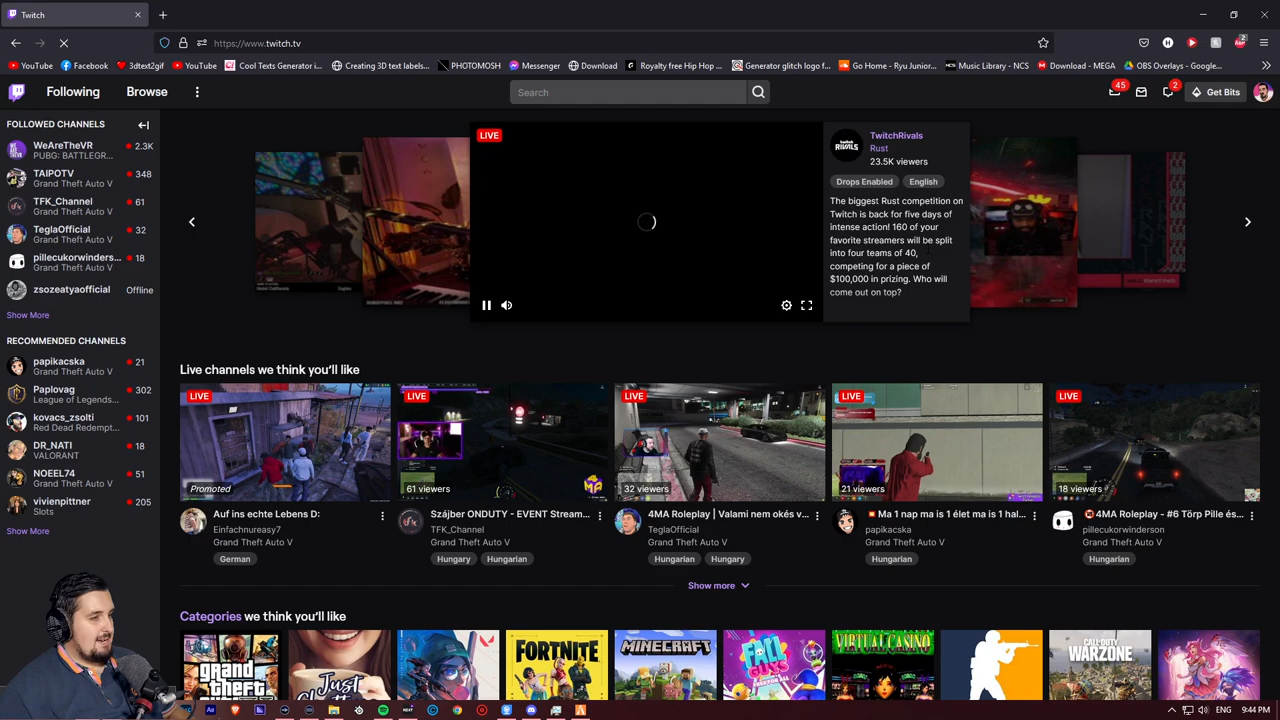 Twitch
https://www.twitch.tv
YouTube
Facebook
3dtext2gif
YouTube
Cool Texts Generator i...
Creating 3D text labels...
PHOTOMOSH
Messenger
Download
Royalty free Hip Hop ...
Generator glitch logo f...
Go Home - Ryu Junior...
Music Library - NCS
Download - MEGA
OBS Overlays - Google...
Following
Browse
Search
45
2
Get Bits
FOLLOWED CHANNELS
WeAreTheVR 2.3K
PUBG: BATTLEGR...
TAIPOTV 348
Grand Theft Auto V
TFK_Channel 61
Grand Theft Auto V
TeglaOfficial 32
Grand Theft Auto V
pillecukorwinders... 18
Grand Theft Auto V
zsozeatyaofficial Offline
Show More
RECOMMENDED CHANNELS
papikacska 21
Grand Theft Auto V
Paplovag 302
League of Legends...
kovacs_zsolti 101
Red Dead Redempt...
DR_NATI 18
VALORANT
NOEEL74 51
Grand Theft Auto V
vivienpittner 205
Slots
Show More
LIVE
TWITCH RIVALS
TwitchRivals
Rust
23.5K viewers
Drops Enabled
English
The biggest Rust competition on
Twitch is back for five days of
intense action! 160 of your
favorite streamers will be split
into four teams of 40,
competing for a piece of
$100,000 in prizing. Who will
come out on top?
Live channels we think you'll like
LIVE
Promoted
Auf ins echte Lebens D:
Einfachnureasy7
Grand Theft Auto V
German
LIVE
61 viewers
Szájber ONDUTY - EVENT Stream...
TFK_Channel
Grand Theft Auto V
Hungary
Hungarian
LIVE
32 viewers
4MA Roleplay | Valami nem okés v...
TeglaOfficial
Grand Theft Auto V
Hungarian
Hungary
LIVE
21 viewers
Ma 1 nap ma is 1 élet ma is 1 hal...
papikacska
Grand Theft Auto V
Hungarian
LIVE
18 viewers
4MA Roleplay - #6 Törp Pille és...
pillecukorwinderson
Grand Theft Auto V
Hungarian
Show more
Categories we think you'll like
grand
theft
auto
Just
FORTNITE
MINECRAFT
FALL
GUYS
VIRTUAL CASINO
CALL OF DUTY
WARZONE
ENG
9:44 PM